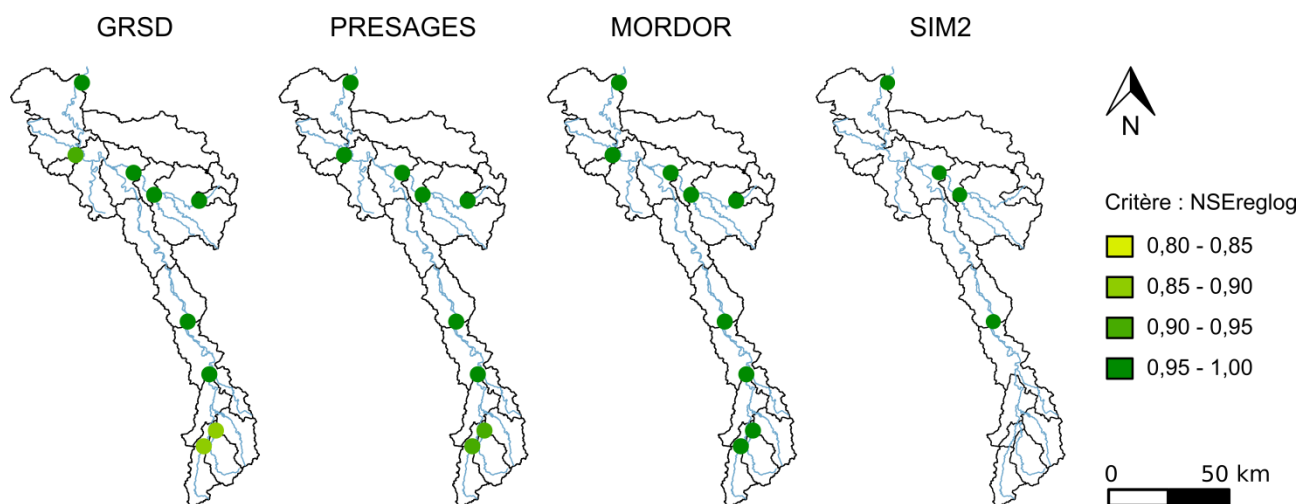 GRSD
PRESAGES
MORDOR
SIM2
N
Critère : NSEreglog
0,80 - 0,85
0,85 - 0,90
0,90 - 0,95
0,95 - 1,00
0 50 km